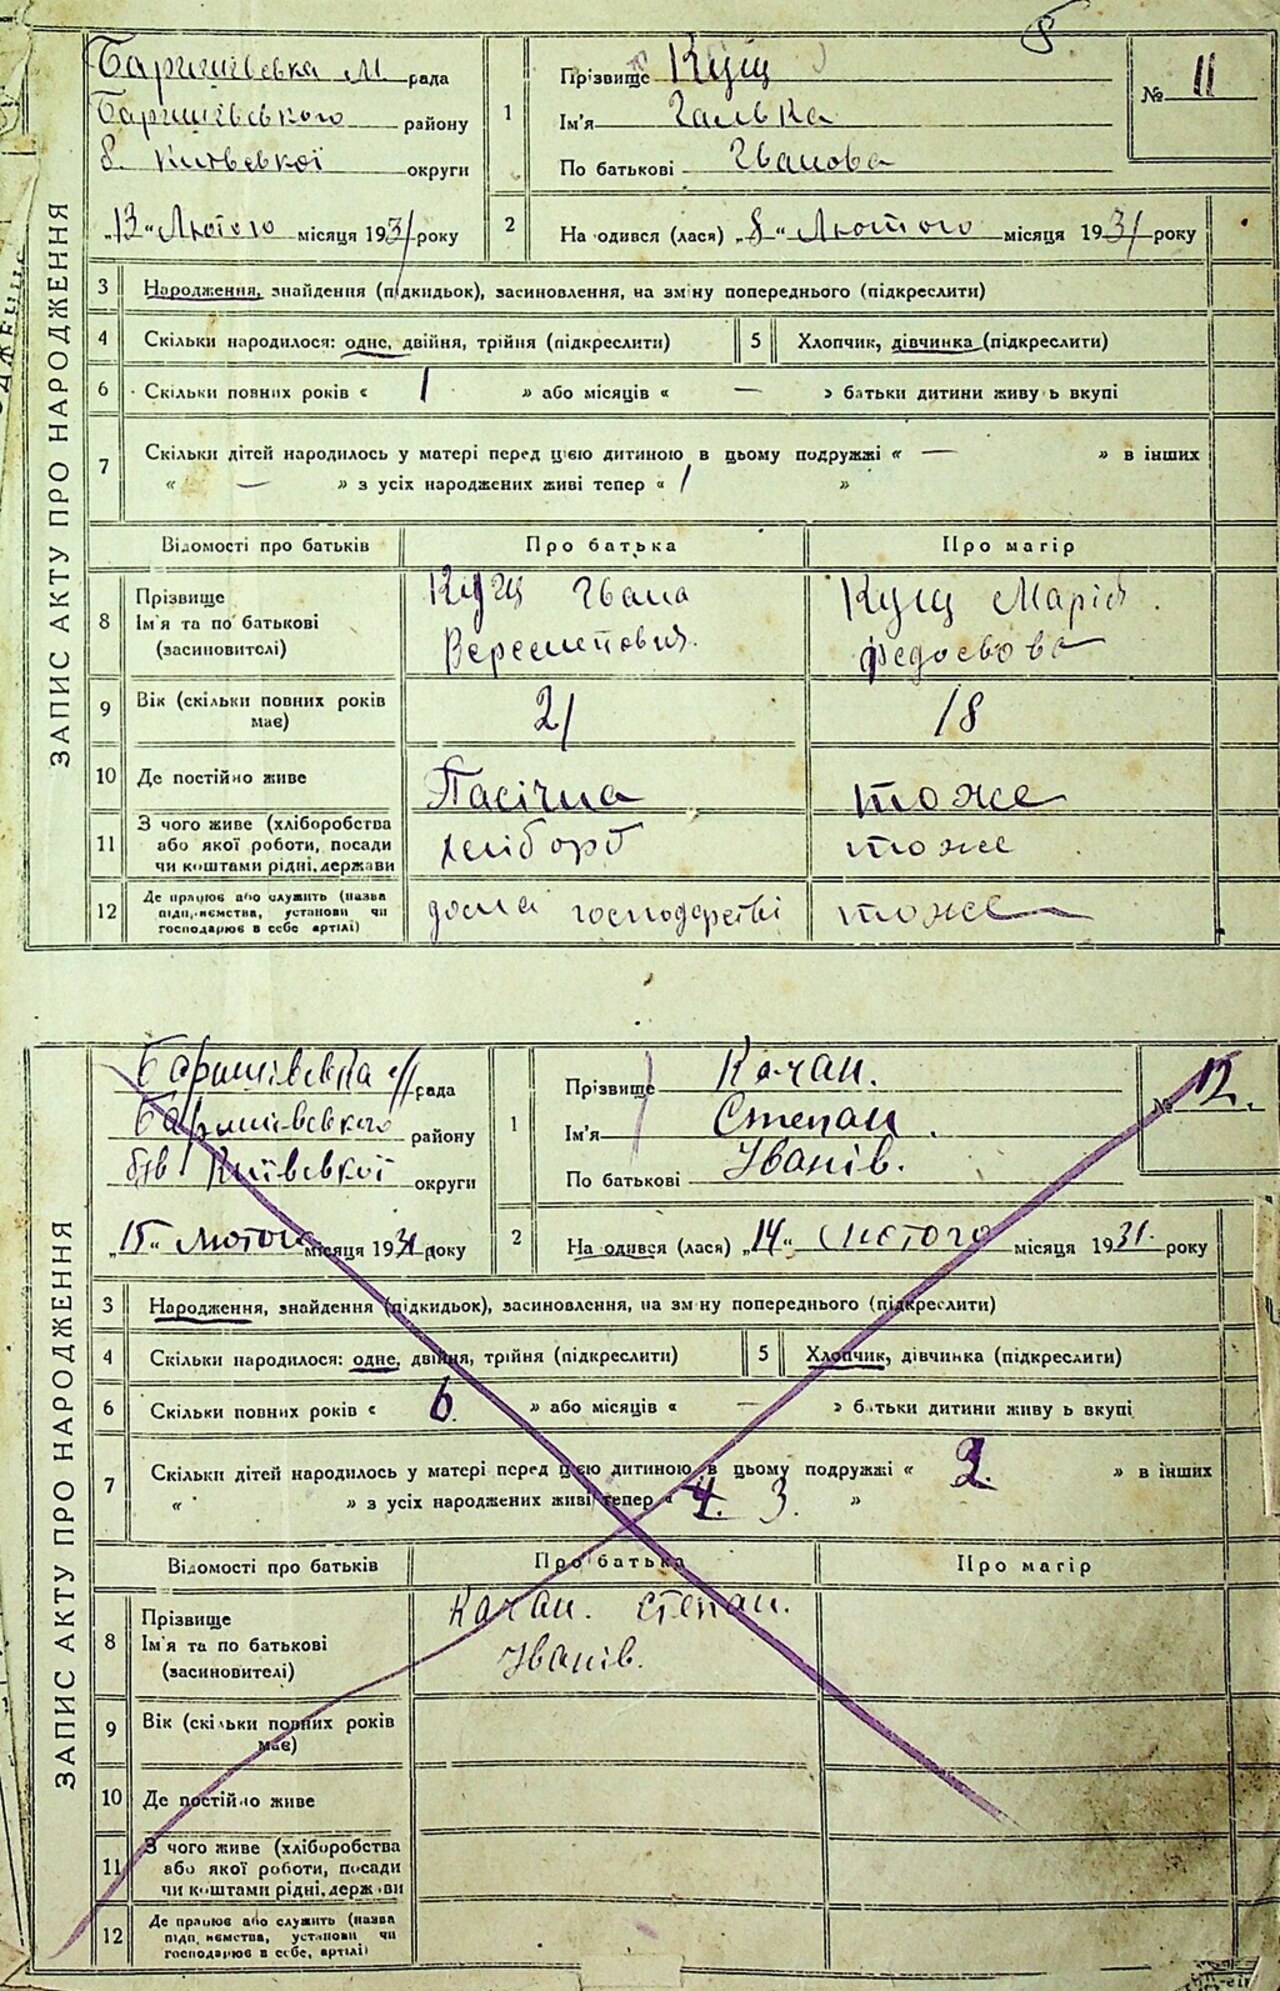 ЗАПИС АКТУ ПРО НАРОДЖЕННЯ
Баришівська М. рада
Баришівського району
б. Київської округи
„13“ Лютого місяця 1931 року
1
Прізвище Кущ
Ім'я Галька
По батькові Іванова
№ 11
2
На одився (лася) „8“ Лютого місяця 1931 року
3 Народження, знайдення (підкидьок), засиновлення, на зміну попереднього (підкреслити)
4 Скільки народилося: одне, двійня, трійня (підкреслити) 5 Хлопчик, дівчинка (підкреслити)
6 Скільки повних років « 1 » або місяців « — » батьки дитини живу ь вкупі
7 Скільки дітей народилось у матері перед цією дитиною в цьому подружжі « — » в інших
« — » з усіх народжених живі тепер « 1 »
Відомості про батьків Про батька Про матір
8 Прізвище
Ім'я та по батькові
(засиновителі)
Кущ Івана
Кущ Марія
Федосьова
9 Вік (скільки повних років має) 21 18
10 Де постійно живе Пасічна тоже
11 З чого живе (хліборобства
або якої роботи, посади
чи коштами рідні, держави
хлібороб тоже
12 Де працює або служить (назва
підприємства, установи чи
господарює в себе артілі)
дома господарстві тоже
ЗАПИС АКТУ ПРО НАРОДЖЕННЯ
Баришівська М рада
Баришівського району
був Київської округи
„15“ Лютого місяця 1931 року
1
Прізвище Качан.
Ім'я Степан.
По батькові Іванів.
№ 12.
2
На одився (лася) „14“ Лютого місяця 1931. року
3 Народження, знайдення (підкидьок), засиновлення, на зміну попереднього (підкреслити)
4 Скільки народилося: одне, двійня, трійня (підкреслити) 5 Хлопчик, дівчинка (підкреслити)
6 Скільки повних років « 6. » або місяців « — » батьки дитини живу ь вкупі
7 Скільки дітей народилось у матері перед цією дитиною в цьому подружжі « 2. » в інших
« » з усіх народжених живі тепер « 4. 3. »
Відомості про батьків Про батька Про матір
8 Прізвище
Ім'я та по батькові
(засиновителі)
Качан. Степан.
Іванів.
9 Вік (скільки повних років має)
10 Де постійно живе
11 З чого живе (хліборобства
або якої роботи, посади
чи коштами рідні, держави
12 Де працює або служить (назва
підприємства, установи чи
господарює в себе, артілі)